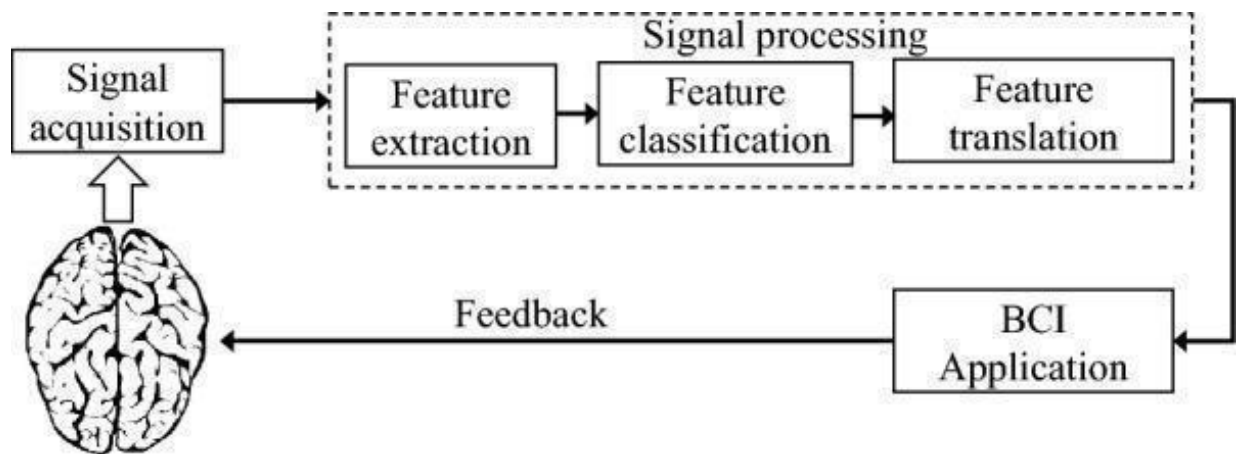 Signal processing
Signal
acquisition
Feature
extraction
Feature
classification
Feature
translation
Feedback
BCI
Application